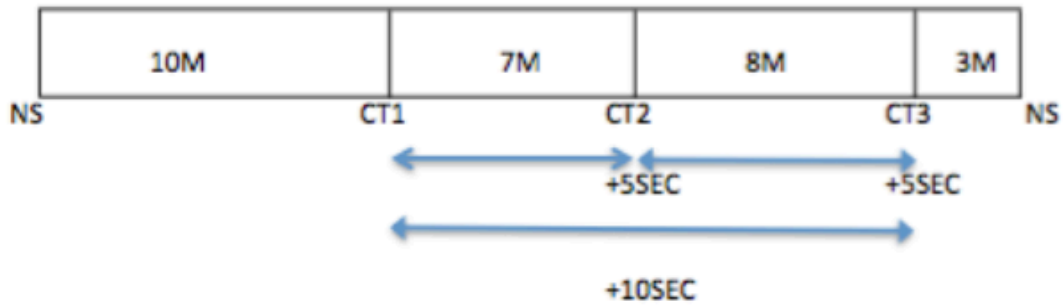 10M 7M 8M 3M
NS CT1 CT2 CT3 NS
+5SEC +5SEC
+10SEC